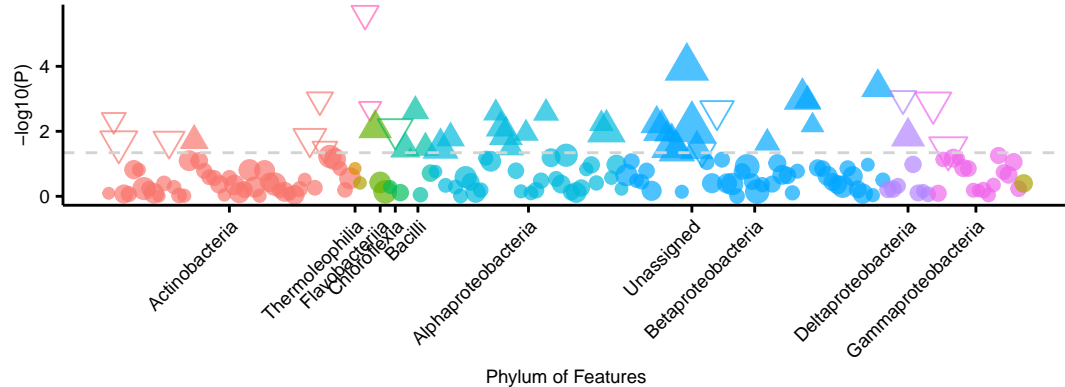 −log10(P)
4
2
0
Actinobacteria
Thermoleophilia
Flavobacteriia
Chloroflexia
Bacilli
Alphaproteobacteria
Unassigned
Betaproteobacteria
Deltaproteobacteria
Gammaproteobacteria
Phylum of Features